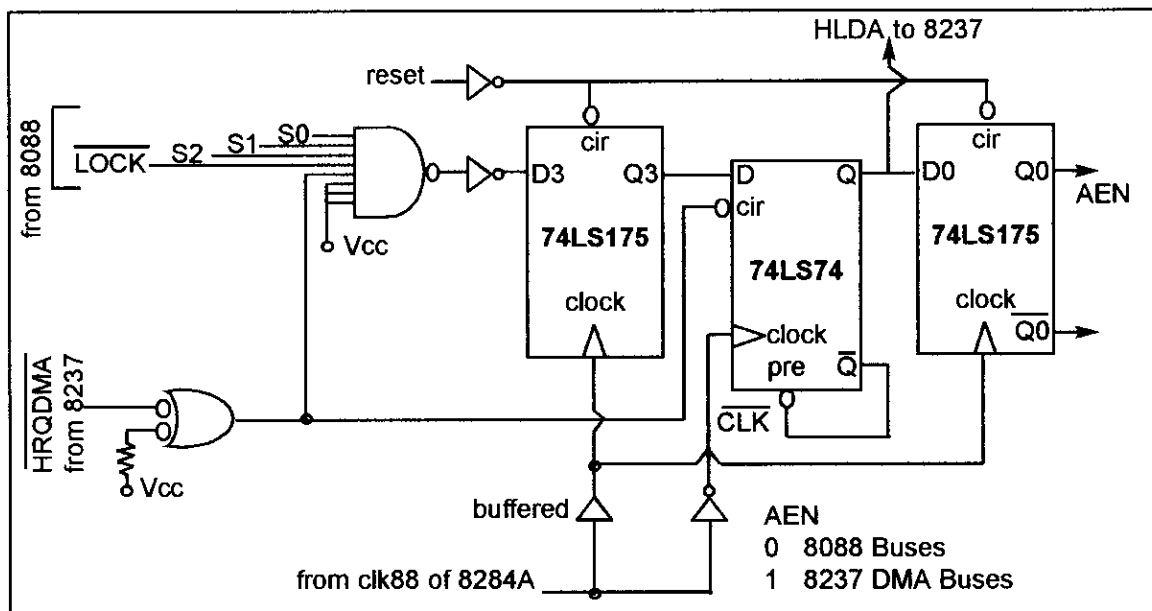 HLDA to 8237
reset
from 8088
LOCK
S2
S1
S0
Vcc
cir
D3
Q3
74LS175
clock
D
Q
cir
74LS74
clock
pre
Q
CLK
cir
D0
Q0
AEN
74LS175
clock
Q0
HRQDMA
from 8237
Vcc
buffered
from clk88 of 8284A
AEN
0 8088 Buses
1 8237 DMA Buses